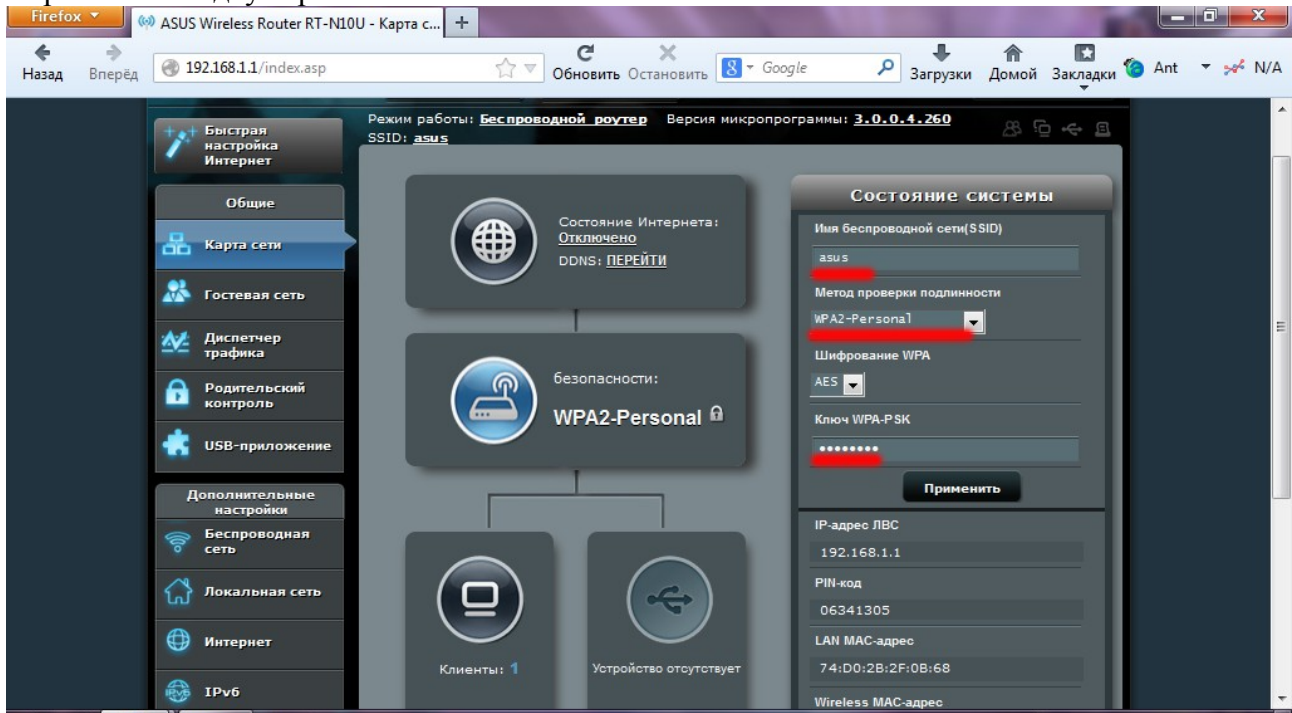 Firefox
ASUS Wireless Router RT-N10U - Карта с...
Назад
Вперёд
192.168.1.1/index.asp
Обновить
Остановить
Google
Загрузки
Домой
Закладки
Ant
N/A
Быстрая
настройка
Интернет
Режим работы: Беспроводной роутер Версия микропрограммы: 3.0.0.4.260
SSID: asus
Общие
Карта сети
Гостевая сеть
Диспетчер
трафика
Родительский
контроль
USB-приложение
Дополнительные
настройки
Беспроводная
сеть
Локальная сеть
Интернет
IPv6
Состояние Интернета:
Отключено
DDNS: ПЕРЕЙТИ
безопасности:
WPA2-Personal
Клиенты: 1
Устройство отсутствует
Состояние системы
Имя беспроводной сети(SSID)
asus
Метод проверки подлинности
WPA2-Personal
Шифрование WPA
AES
Ключ WPA-PSK
••••••••
Применить
IP-адрес ЛВС
192.168.1.1
PIN-код
06341305
LAN MAC-адрес
74:D0:2B:2F:0B:68
Wireless MAC-адрес